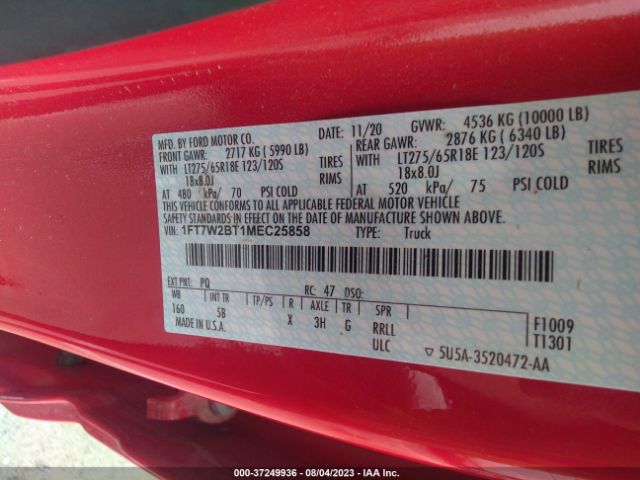 MFD. BY FORD MOTOR CO.
DATE: 11/20 GVWR: 4536 KG (10000 LB)
FRONT GAWR: 2717 KG ( 5990 LB) REAR GAWR: 2876 KG ( 6340 LB)
WITH LT275/65R18E 123/120S TIRES WITH LT275/65R18E 123/120S TIRES
18x8.0J RIMS 18x8.0J RIMS
AT 480 kPa/ 70 PSI COLD AT 520 kPa/ 75 PSI COLD
THIS VEHICLE CONFORMS TO ALL APPLICABLE FEDERAL MOTOR VEHICLE
SAFETY STANDARDS IN EFFECT ON THE DATE OF MANUFACTURE SHOWN ABOVE.
VIN: 1FT7W2BT1MEC25858 TYPE: Truck
EXT PNT: PQ RC: 47 DSO:
WB INT TR TP/PS R AXLE TR SPR
160 5B X 3H G RRLL
MADE IN U.S.A. ULC
F1009
T1301
▽ 5U5A-3520472-AA
000-37249936 - 08/04/2023 - IAA Inc.